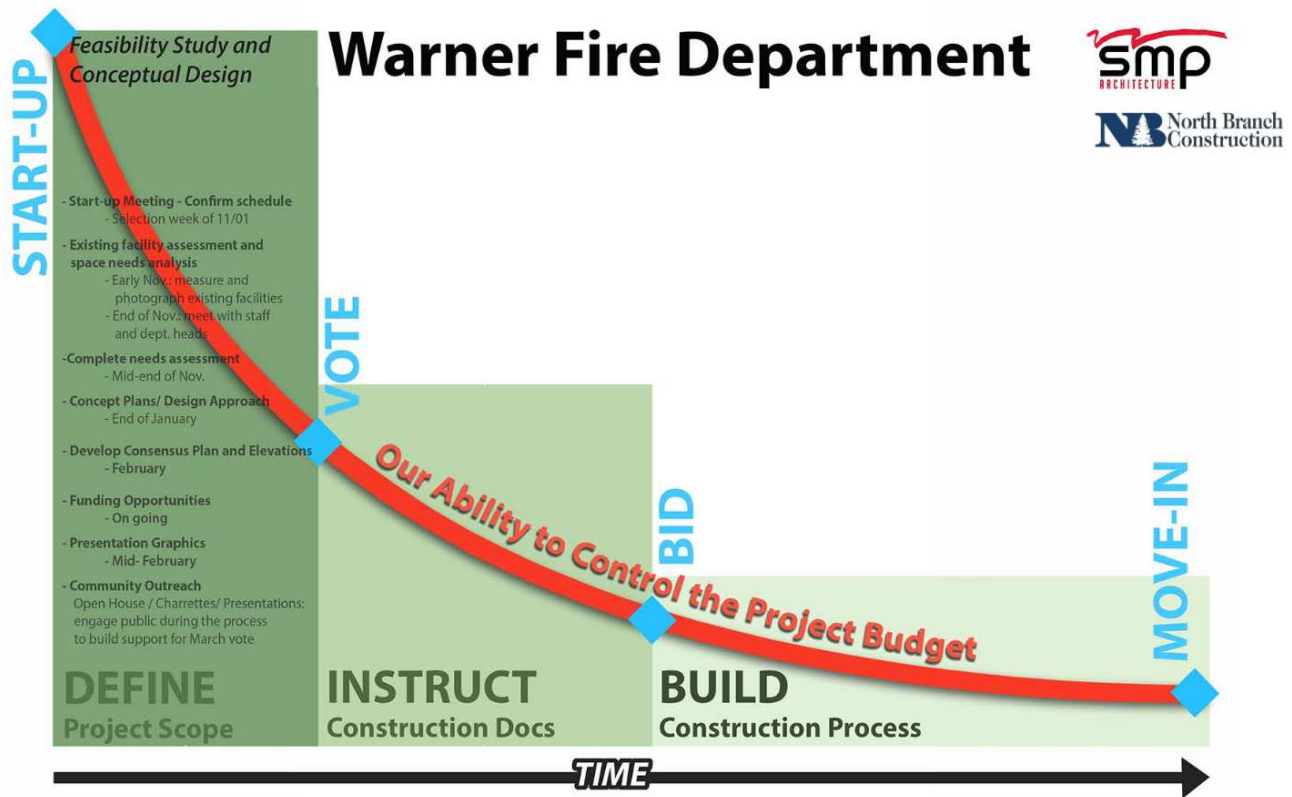 Feasibility Study and
Conceptual Design
Warner Fire Department
smp
ARCHITECTURE
NB North Branch
Construction
START-UP
- Start-up Meeting - Confirm schedule
- Selection week of 11/01
- Existing facility assessment and
space needs analysis
- Early Nov.: measure and
photograph existing facilities
- End of Nov.: meet with staff
and dept. heads
-Complete needs assessment
- Mid-end of Nov.
- Concept Plans/ Design Approach
- End of January
- Develop Consensus Plan and Elevations
- February
- Funding Opportunities
- On going
- Presentation Graphics
- Mid- February
- Community Outreach
Open House / Charrettes/ Presentations:
engage public during the process
to build support for March vote
VOTE
Our Ability to Control the Project Budget
BID
MOVE-IN
DEFINE
Project Scope
INSTRUCT
Construction Docs
BUILD
Construction Process
TIME